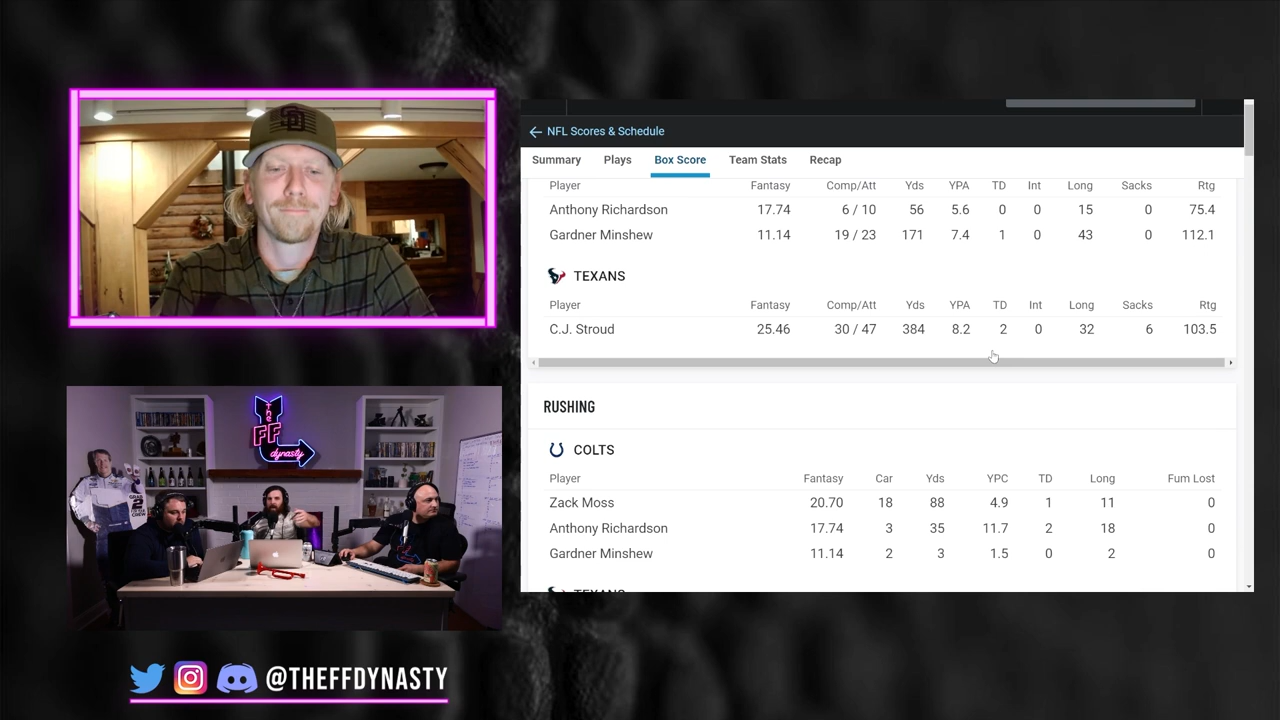 NFL Scores & Schedule
Summary Plays Box Score Team Stats Recap
Player Fantasy Comp/Att Yds YPA TD Int Long Sacks Rtg
Anthony Richardson 17.74 6 / 10 56 5.6 0 0 15 0 75.4
Gardner Minshew 11.14 19 / 23 171 7.4 1 0 43 0 112.1
TEXANS
Player Fantasy Comp/Att Yds YPA TD Int Long Sacks Rtg
C.J. Stroud 25.46 30 / 47 384 8.2 2 0 32 6 103.5
RUSHING
COLTS
Player Fantasy Car Yds YPC TD Long Fum Lost
Zack Moss 20.70 18 88 4.9 1 11 0
Anthony Richardson 17.74 3 35 11.7 2 18 0
Gardner Minshew 11.14 2 3 1.5 0 2 0
TEXANS
The
FF
dynasty
@THEFFDYNASTY